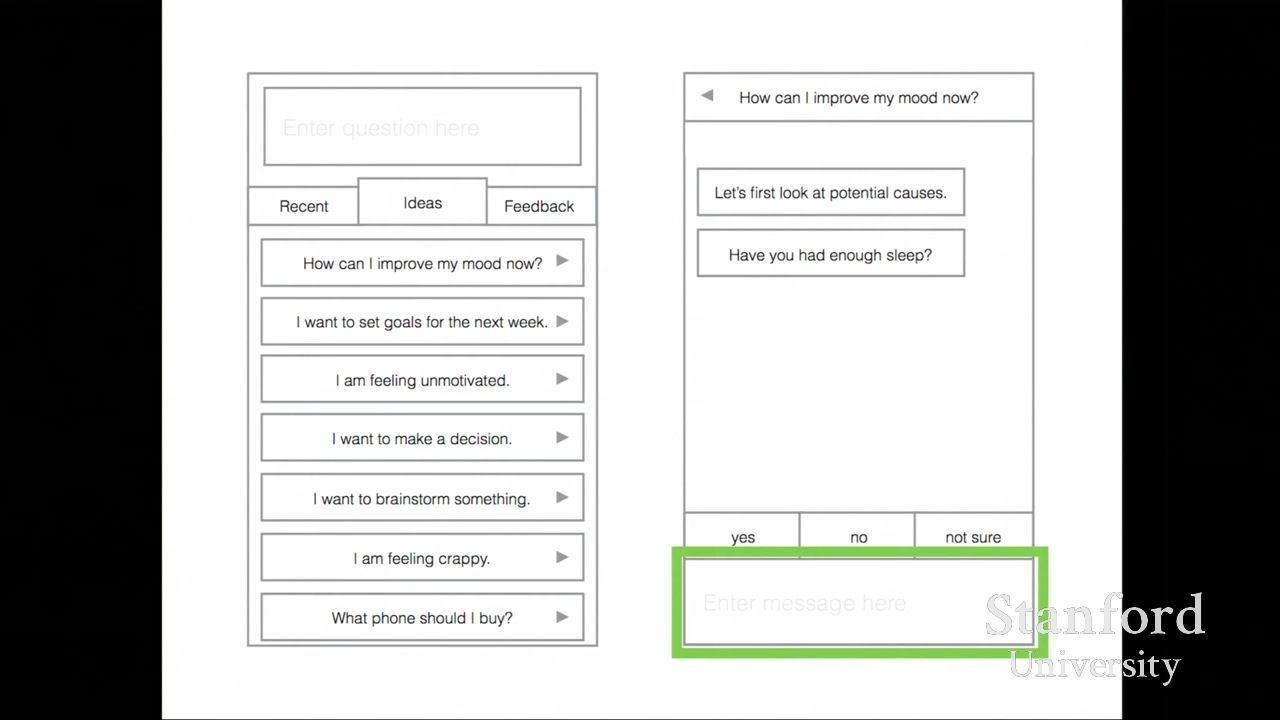 Enter question here
Recent
Ideas
Feedback
How can I improve my mood now?
I want to set goals for the next week.
I am feeling unmotivated.
I want to make a decision.
I want to brainstorm something.
I am feeling crappy.
What phone should I buy?
How can I improve my mood now?
Let's first look at potential causes.
Have you had enough sleep?
yes
no
not sure
Enter message here
Stanford
University